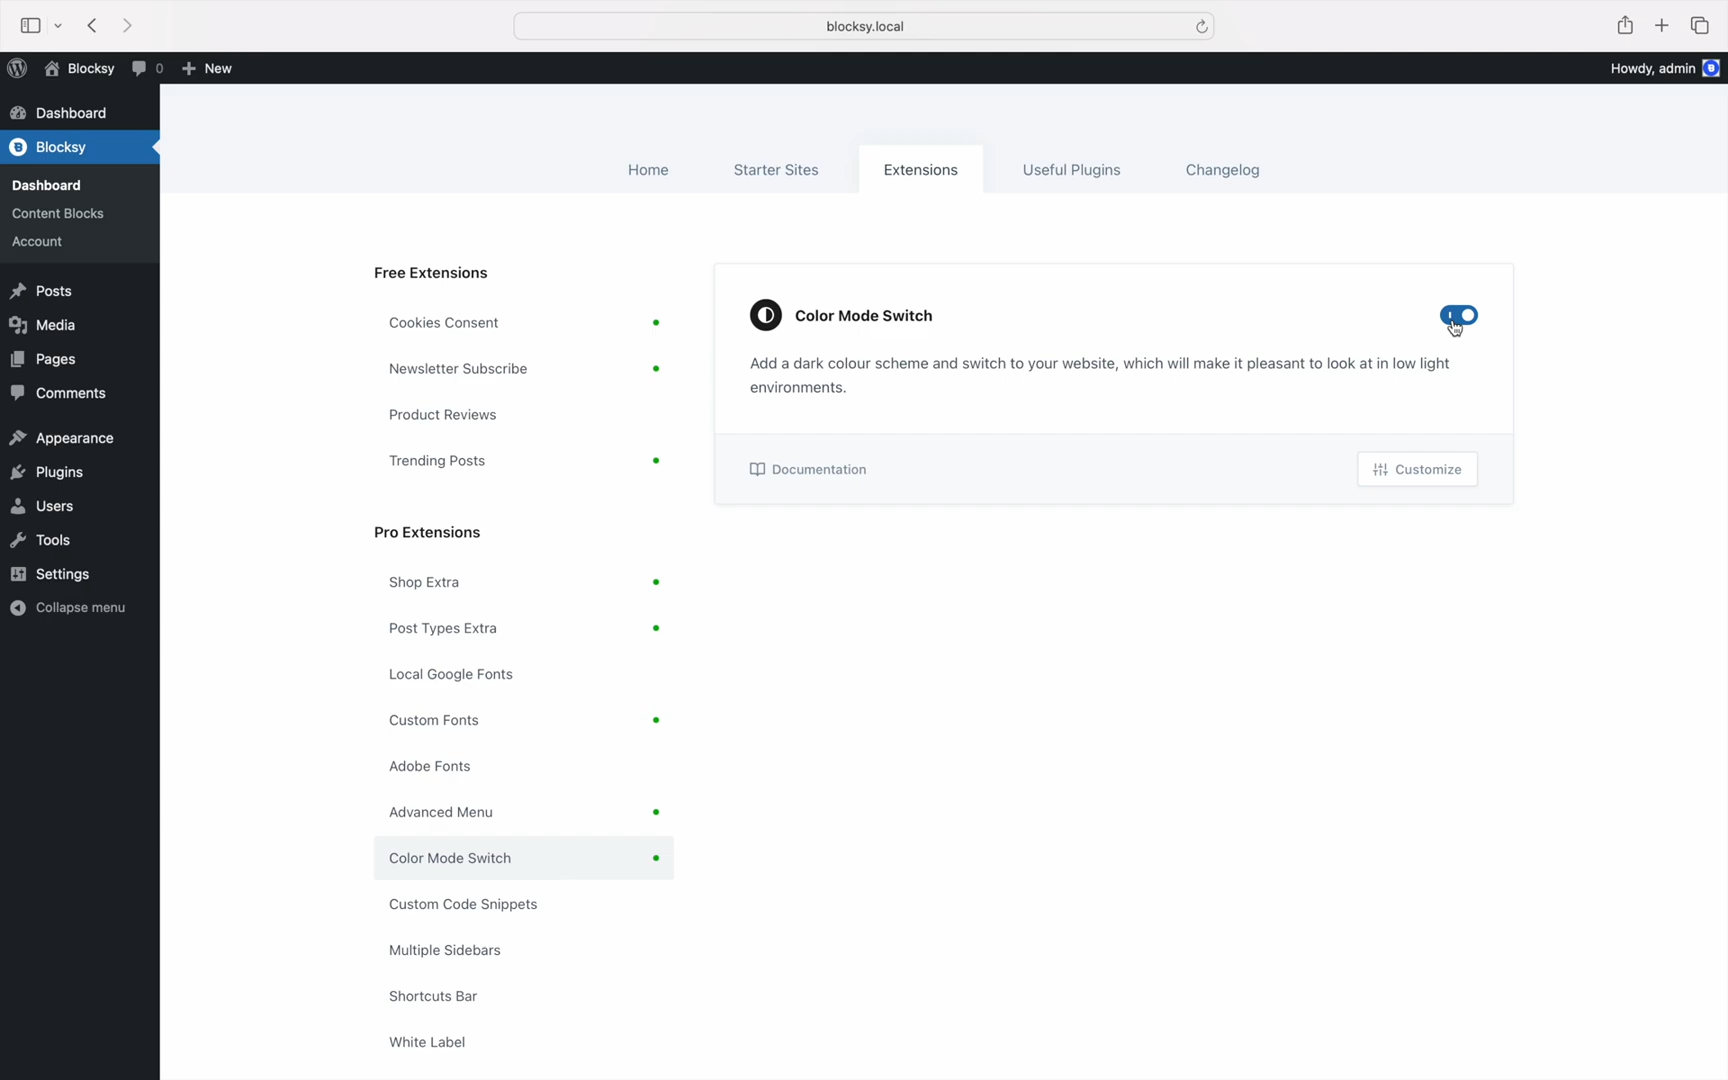 blocksy.local
Blocksy
0
New
Howdy, admin
Dashboard
Blocksy
Dashboard
Content Blocks
Account
Posts
Media
Pages
Comments
Appearance
Plugins
Users
Tools
Settings
Collapse menu
Home
Starter Sites
Extensions
Useful Plugins
Changelog
Free Extensions
Cookies Consent
Newsletter Subscribe
Product Reviews
Trending Posts
Pro Extensions
Shop Extra
Post Types Extra
Local Google Fonts
Custom Fonts
Adobe Fonts
Advanced Menu
Color Mode Switch
Custom Code Snippets
Multiple Sidebars
Shortcuts Bar
White Label
Color Mode Switch
Add a dark colour scheme and switch to your website, which will make it pleasant to look at in low light
environments.
Documentation
Customize